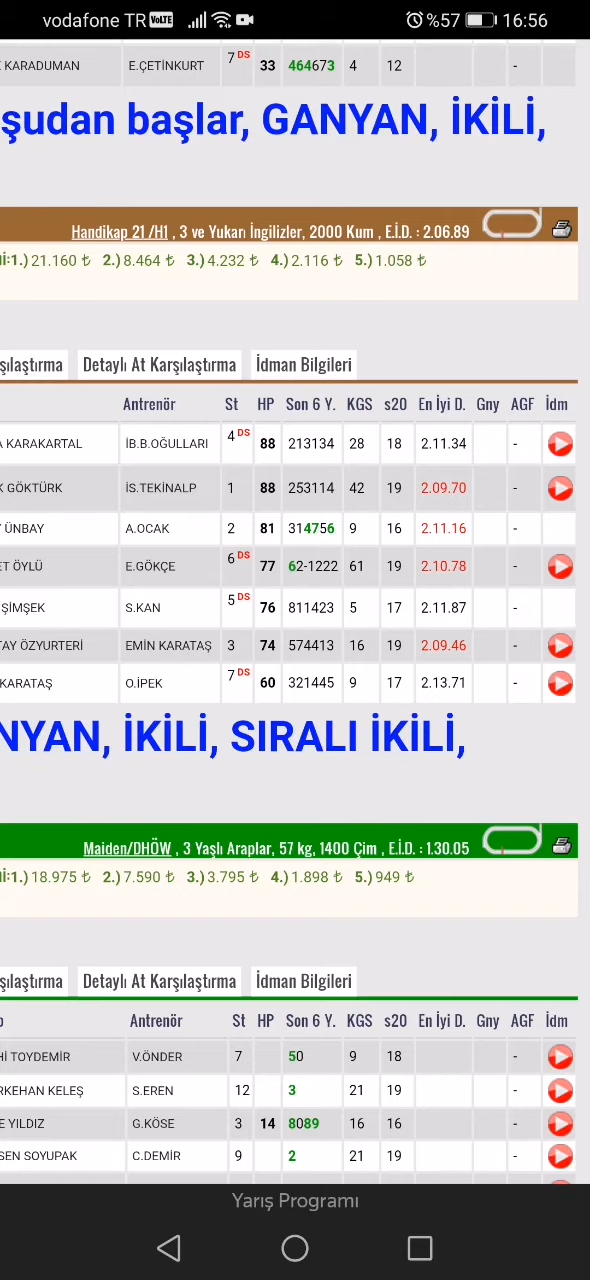 vodafone TR VoLTE %57 16:56
KARADUMAN E.ÇETİNKURT 7 DS 33 464673 4 12 -
şudan başlar, GANYAN, İKİLİ,
Handikap 21 /H1 , 3 ve Yukarı İngilizler, 2000 Kum , E.İ.D. : 2.06.89
İ:1.) 21.160 ₺ 2.) 8.464 ₺ 3.) 4.232 ₺ 4.) 2.116 ₺ 5.) 1.058 ₺
şılaştırma Detaylı At Karşılaştırma İdman Bilgileri
Antrenör St HP Son 6 Y. KGS s20 En İyi D. Gny AGF İdm
A KARAKARTAL İB.B.OĞULLARI 4 DS 88 213134 28 18 2.11.34 -
K GÖKTÜRK İS.TEKİNALP 1 88 253114 42 19 2.09.70 -
ÜNBAY A.OCAK 2 81 314756 9 16 2.11.16 -
ET ÖYLÜ E.GÖKÇE 6 DS 77 62-1222 61 19 2.10.78 -
ŞİMŞEK S.KAN 5 DS 76 811423 5 17 2.11.87 -
TAY ÖZYURTERİ EMİN KARATAŞ 3 74 574413 16 19 2.09.46 -
KARATAŞ O.İPEK 7 DS 60 321445 9 17 2.13.71 -
NYAN, İKİLİ, SIRALI İKİLİ,
Maiden/DHÖW , 3 Yaşlı Araplar, 57 kg, 1400 Çim , E.İ.D. : 1.30.05
İ:1.) 18.975 ₺ 2.) 7.590 ₺ 3.) 3.795 ₺ 4.) 1.898 ₺ 5.) 949 ₺
şılaştırma Detaylı At Karşılaştırma İdman Bilgileri
Antrenör St HP Son 6 Y. KGS s20 En İyi D. Gny AGF İdm
Hİ TOYDEMİR V.ÖNDER 7 50 9 18 -
RKEHAN KELEŞ S.EREN 12 3 21 19 -
E YILDIZ G.KÖSE 3 14 8089 16 16 -
SEN SOYUPAK C.DEMİR 9 2 21 19 -
Yarış Programı